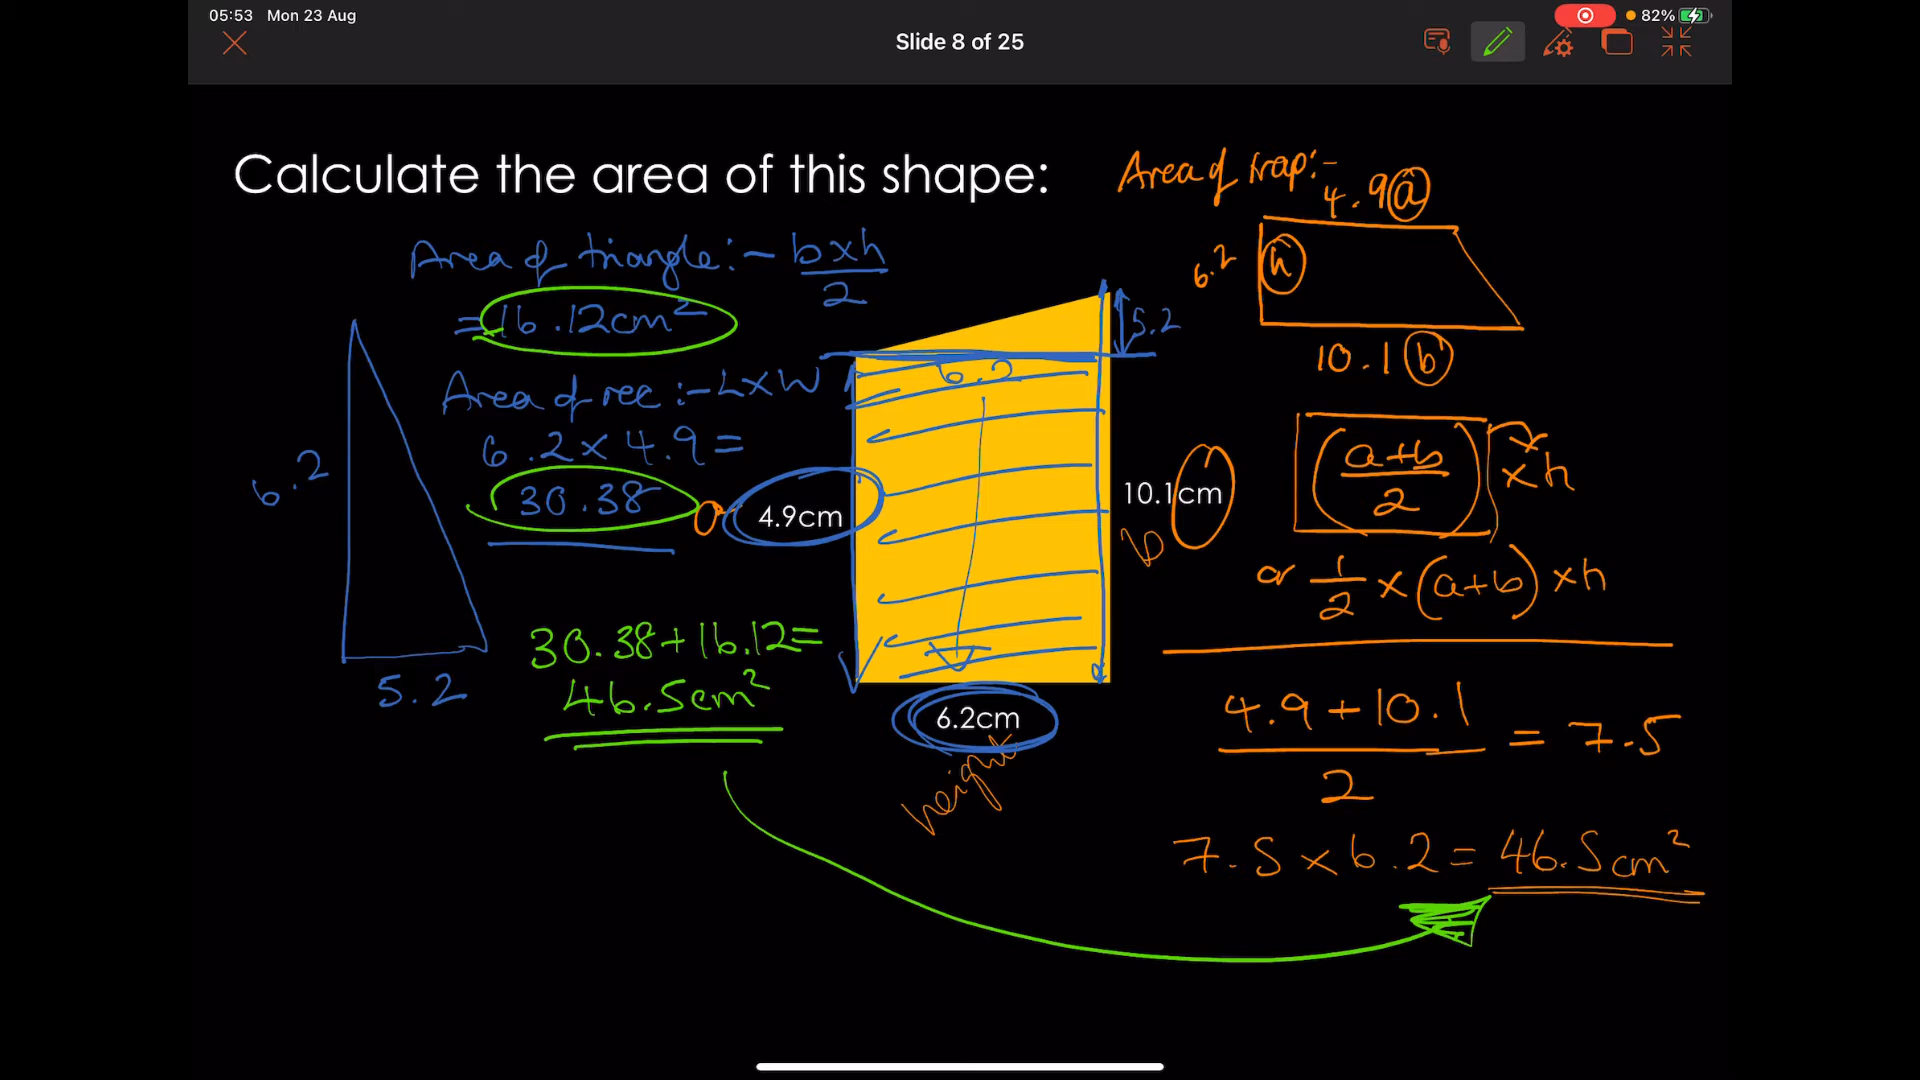 05:53 Mon 23 Aug
82%
Slide 8 of 25
Calculate the area of this shape:
Area of triangle:- b×h
2
=16.12cm²
Area of rec:- L×W
6.2×4.9=
30.38
6.2
5.2
30.38+16.12=
46.5cm²
5.2
6.2
a
4.9cm
10.1cm
b
6.2cm
height
Area of trap:-
4.9 a
6.2 h
10.1 b
(a+b
2) ×h
or 1/2 × (a+b) ×h
4.9+10.1
2
= 7.5
7.5×6.2= 46.5cm²